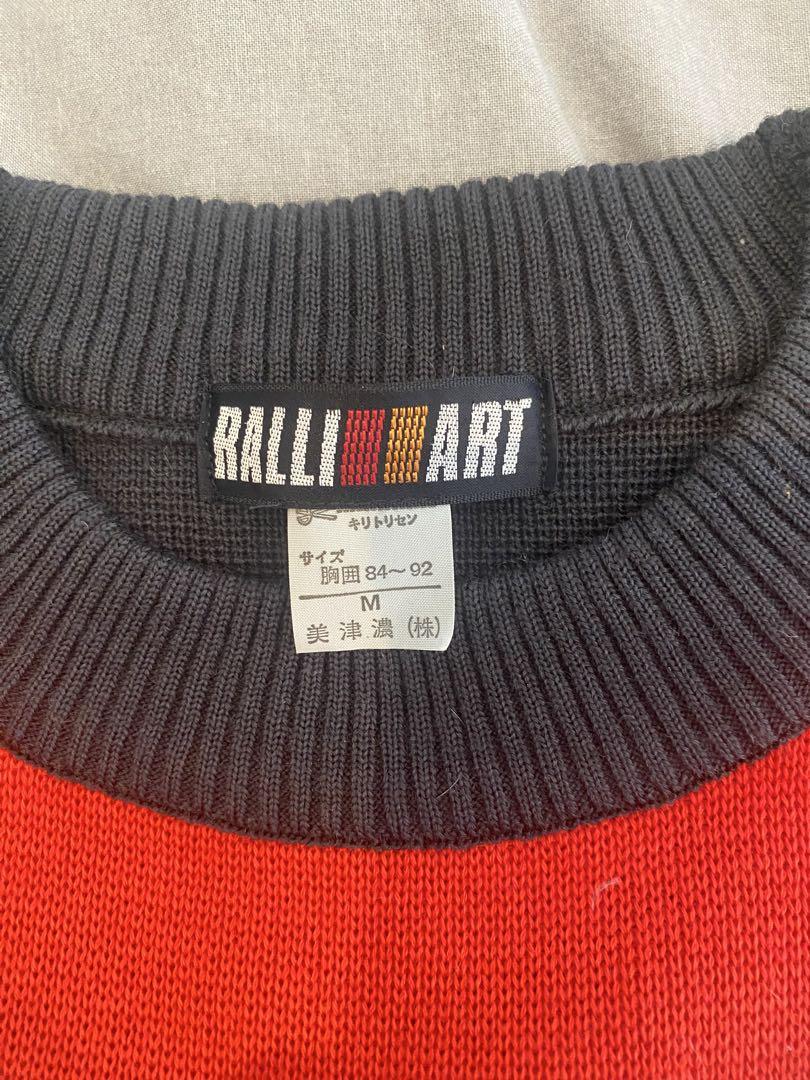 RALLI ART
キリトリセン
サイズ
胸囲 84～92
M
美津濃(株)